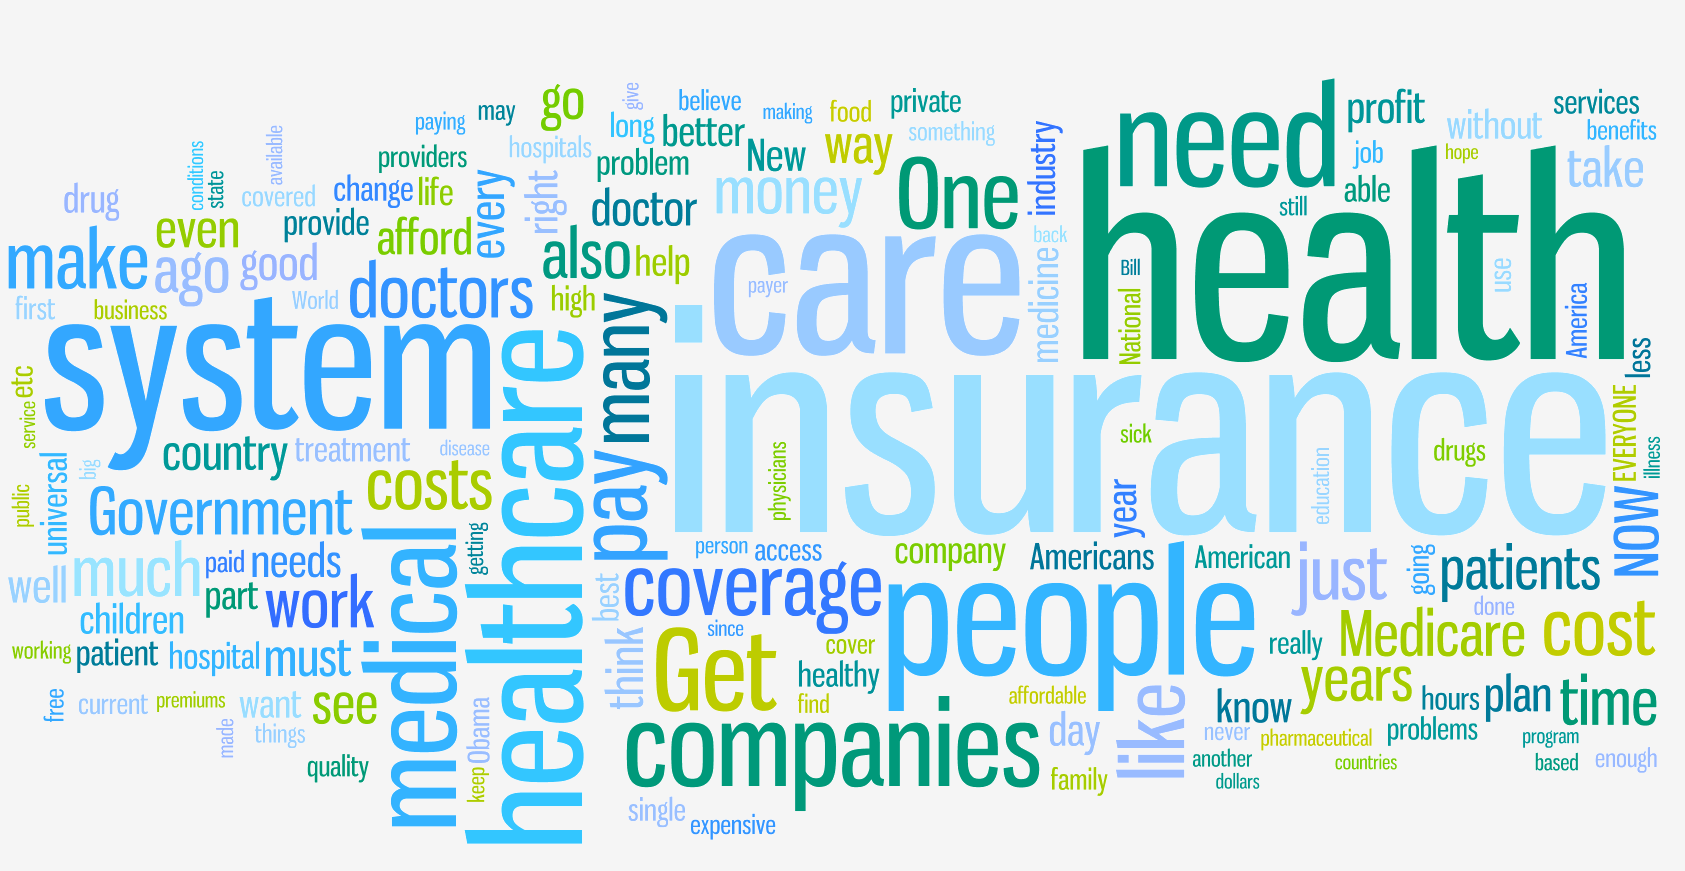 give
believe
making
food
private
paying
may
go
long
better
problem
New
way
something
industry
need
profit
without
services
benefits
job
hope
take
able
still
providers
hospitals
conditions
state
available
covered
change
life
every
right
doctor
money
One
drug
provide
afford
even
also
help
care
back
health
Bill
National
use
America
less
make
ago
good
first
business
World
doctors
high
many
payer
medicine
system
healthcare
insurance
etc
service
country
treatment
disease
costs
pay
physicians
sick
drugs
education
year
EVERYONE
illness
NOW
universal
big
public
Government
medical
getting
person
access
company
Americans
American
just
going
patients
well
much
paid
needs
part
work
children
best
coverage
people
done
since
cover
working
patient
hospital
must
think
Get
healthy
find
affordable
really
Medicare
cost
years
free
current
premiums
want
see
made
things
quality
Obama
keep
companies
day
family
like
know
hours
plan
time
never
pharmaceutical
problems
program
another
countries
based
enough
dollars
single
expensive